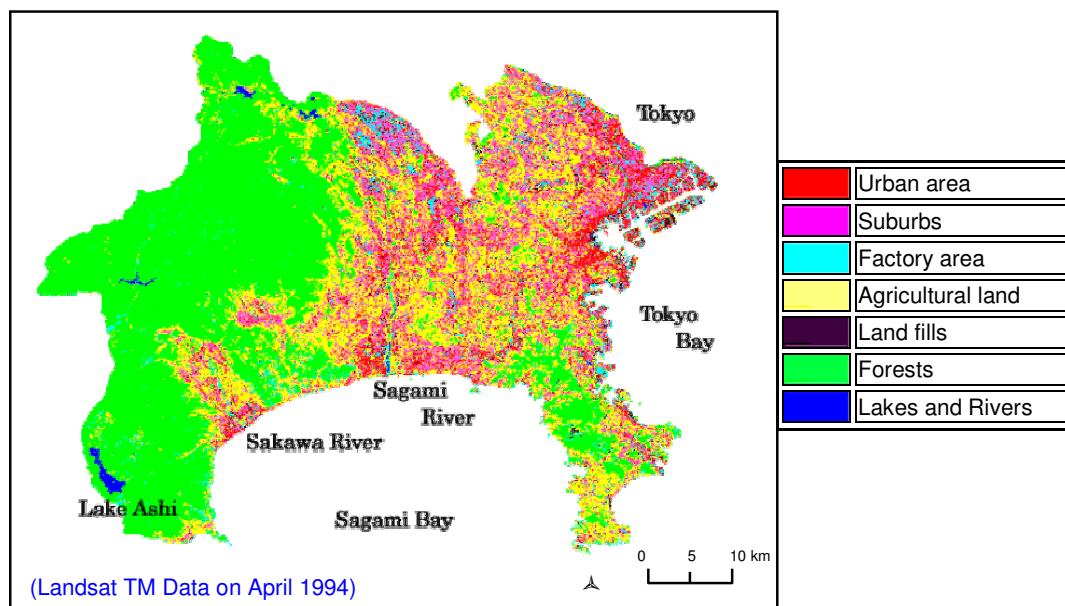 Tokyo
Tokyo
Bay
Sagami
River
Sakawa River
Lake Ashi
Sagami Bay
0 5 10 km
(Landsat TM Data on April 1994)
Urban area
Suburbs
Factory area
Agricultural land
Land fills
Forests
Lakes and Rivers